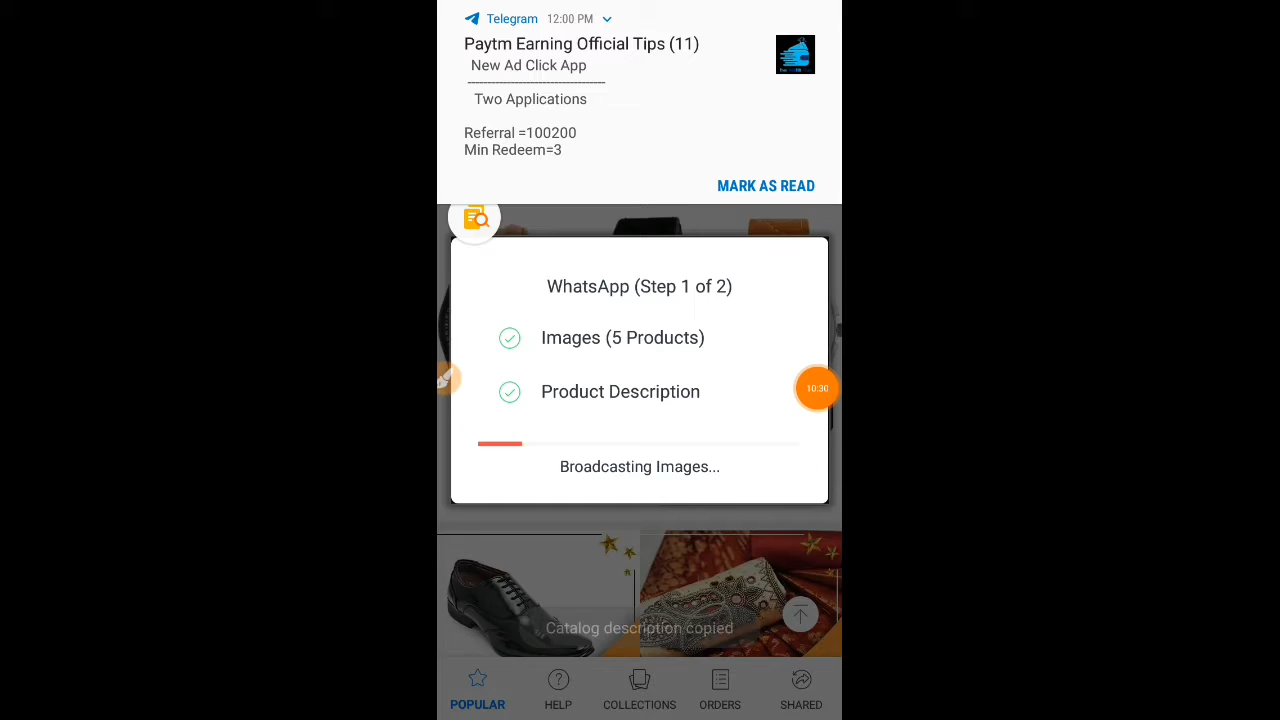 Telegram 12:00 PM
Paytm Earning Official Tips (11)
New Ad Click App
-----------------------------------
Two Applications
Referral =100200
Min Redeem=3
MARK AS READ
WhatsApp (Step 1 of 2)
Images (5 Products)
Product Description
10:30
Broadcasting Images...
Catalog description copied
POPULAR
HELP
COLLECTIONS
ORDERS
SHARED